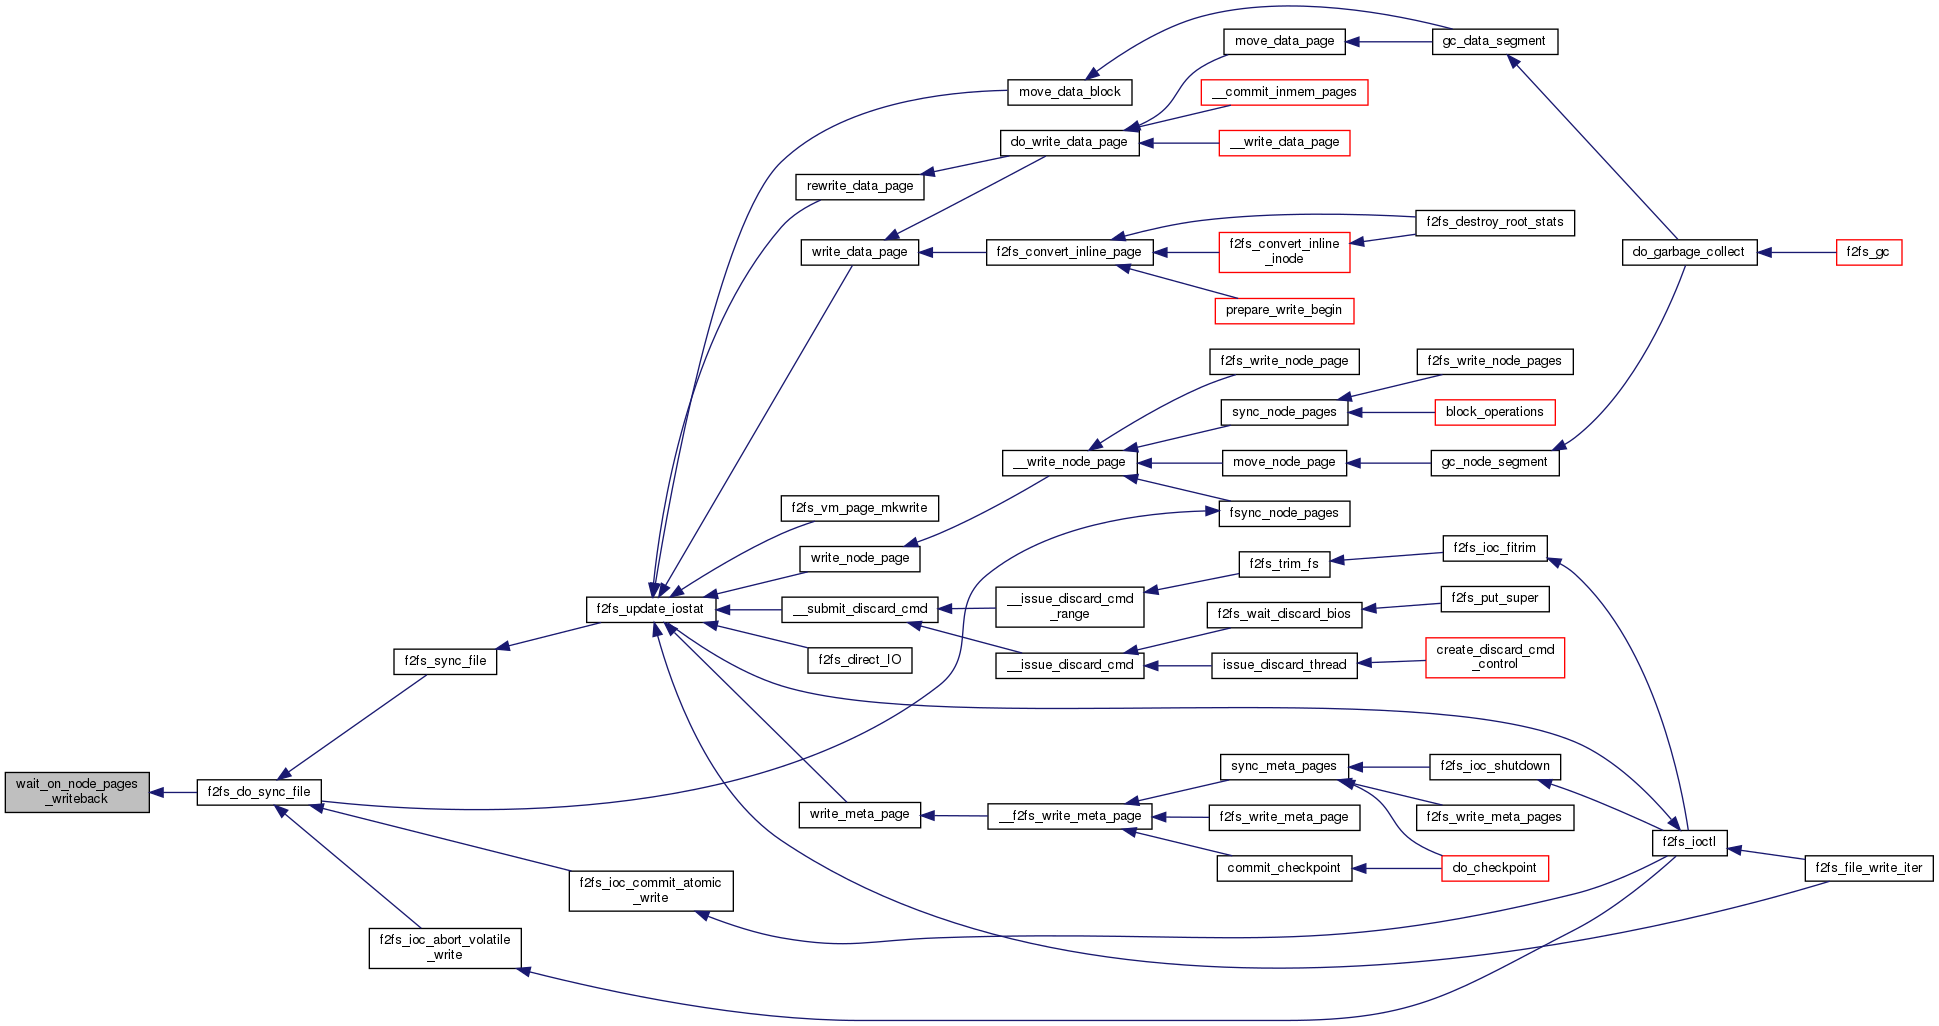 move_data_page
gc_data_segment
move_data_block
__commit_inmem_pages
do_write_data_page
__write_data_page
rewrite_data_page
f2fs_destroy_root_stats
write_data_page
f2fs_convert_inline_page
f2fs_convert_inline
_inode
do_garbage_collect
f2fs_gc
prepare_write_begin
f2fs_write_node_page
f2fs_write_node_pages
sync_node_pages
block_operations
__write_node_page
move_node_page
gc_node_segment
f2fs_vm_page_mkwrite
fsync_node_pages
write_node_page
f2fs_trim_fs
f2fs_ioc_fitrim
f2fs_update_iostat
__submit_discard_cmd
__issue_discard_cmd
_range
f2fs_wait_discard_bios
f2fs_put_super
f2fs_sync_file
f2fs_direct_IO
__issue_discard_cmd
issue_discard_thread
create_discard_cmd
_control
sync_meta_pages
f2fs_ioc_shutdown
wait_on_node_pages
_writeback
f2fs_do_sync_file
write_meta_page
__f2fs_write_meta_page
f2fs_write_meta_page
f2fs_write_meta_pages
f2fs_ioctl
commit_checkpoint
do_checkpoint
f2fs_file_write_iter
f2fs_ioc_commit_atomic
_write
f2fs_ioc_abort_volatile
_write